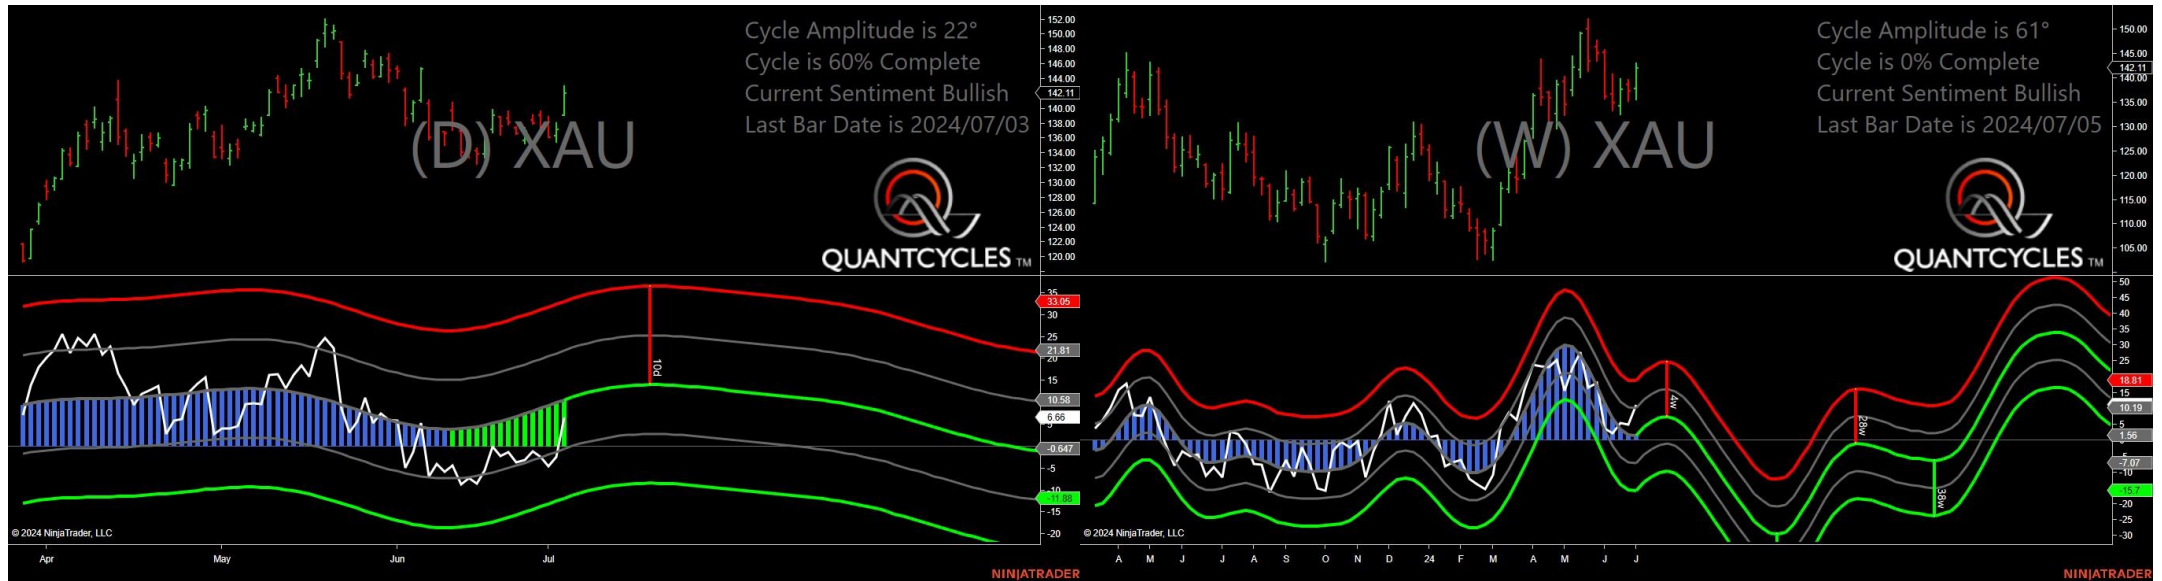 Cycle Amplitude is 22°
Cycle is 60% Complete
Current Sentiment Bullish
Last Bar Date is 2024/07/03
(D) XAU
QUANTCYCLES TM
152.00
150.00
148.00
146.00
144.00
142.11
140.00
138.00
136.00
134.00
132.00
130.00
128.00
126.00
124.00
122.00
120.00
35
33.05
30
25
21.81
20
15
10.58
6.66
-0.647
-5
-10
-11.88
-15
-20
10d
© 2024 NinjaTrader, LLC
Apr May Jun Jul
NINJATRADER
Cycle Amplitude is 61°
Cycle is 0% Complete
Current Sentiment Bullish
Last Bar Date is 2024/07/05
(W) XAU
QUANTCYCLES TM
150.00
145.00
142.11
140.00
135.00
130.00
125.00
120.00
115.00
110.00
105.00
50
45
40
35
30
25
18.81
15
10.19
5
1.56
-7.07
-10
-15.7
-20
-25
-30
4w
28w
38w
© 2024 NinjaTrader, LLC
A M J J A S O N D 24 F M A M J J
NINJATRADER